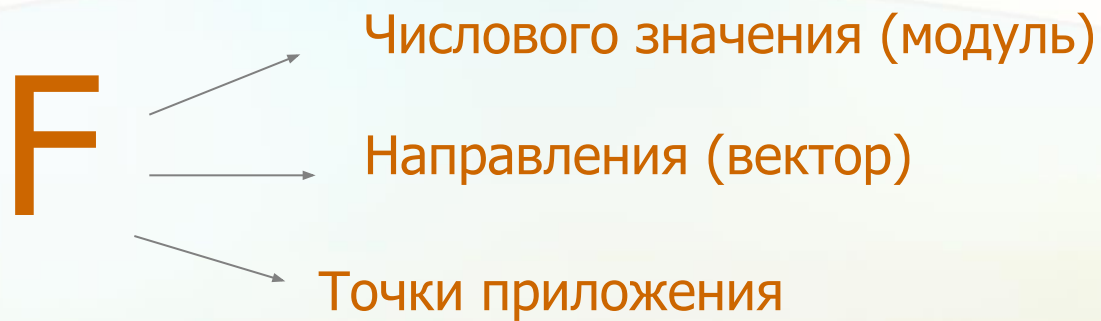 Числового значения (модуль)
F
Направления (вектор)
Точки приложения